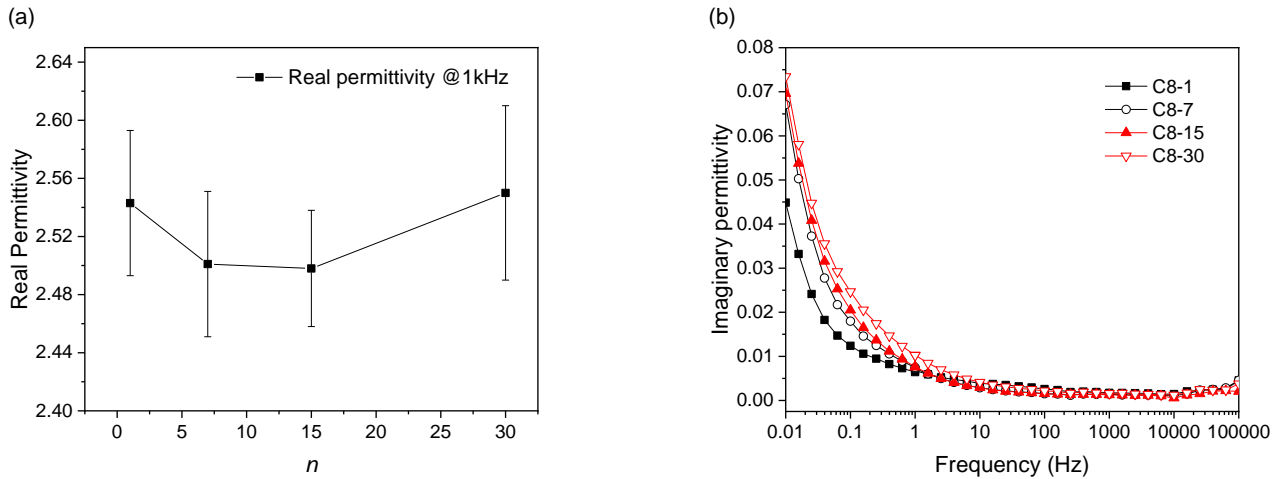 (a)
Real permittivity @1kHz
Real Permittivity
2.64
2.60
2.56
2.52
2.48
2.44
2.40
0 5 10 15 20 25 30
n
(b)
C8-1
C8-7
C8-15
C8-30
Imaginary permittivity
0.08
0.07
0.06
0.05
0.04
0.03
0.02
0.01
0.00
0.01 0.1 1 10 100 1000 10000 100000
Frequency (Hz)